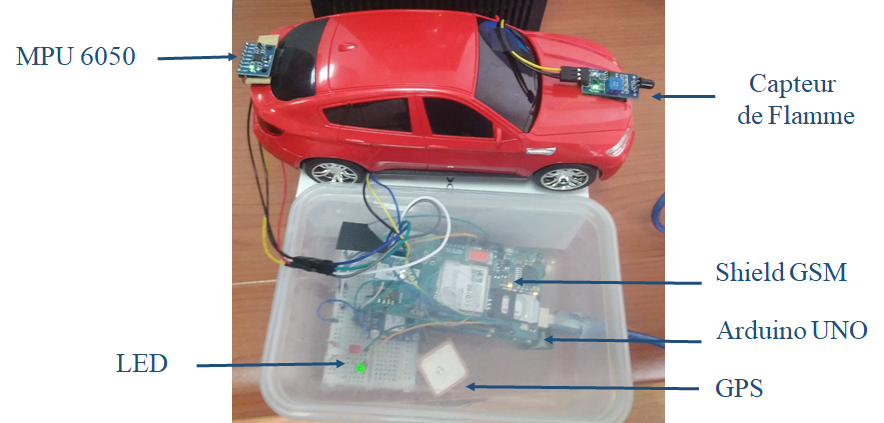 MPU 6050
Capteur
de Flamme
Shield GSM
Arduino UNO
LED
GPS